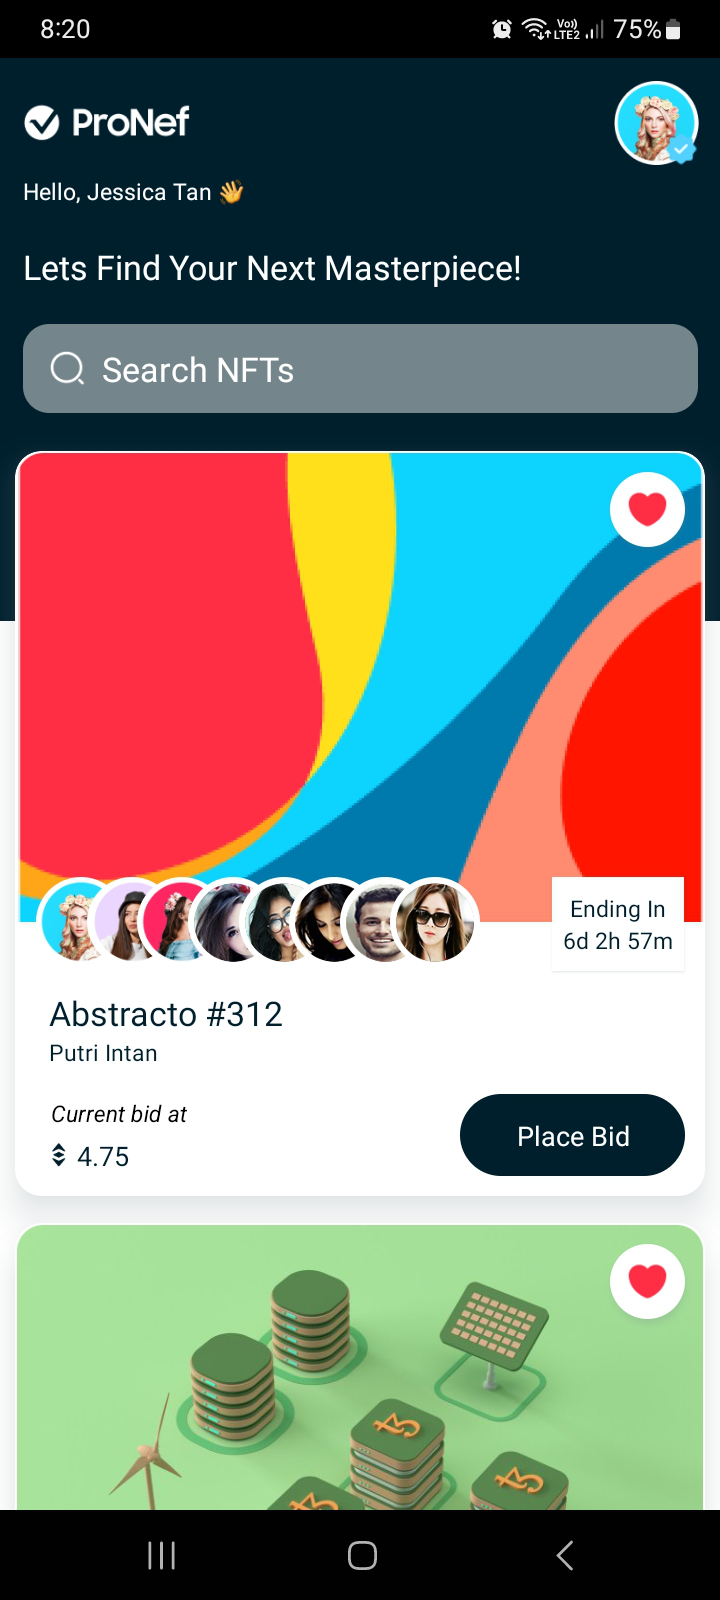 8:20
Vo))
LTE2
75%
ProNef
Hello, Jessica Tan 👋
Lets Find Your Next Masterpiece!
Search NFTs
Ending In
6d 2h 57m
Abstracto #312
Putri Intan
Current bid at
4.75
Place Bid